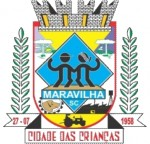 MARAVILHA
SC
27-07 1958
CIDADE DAS CRIANÇAS